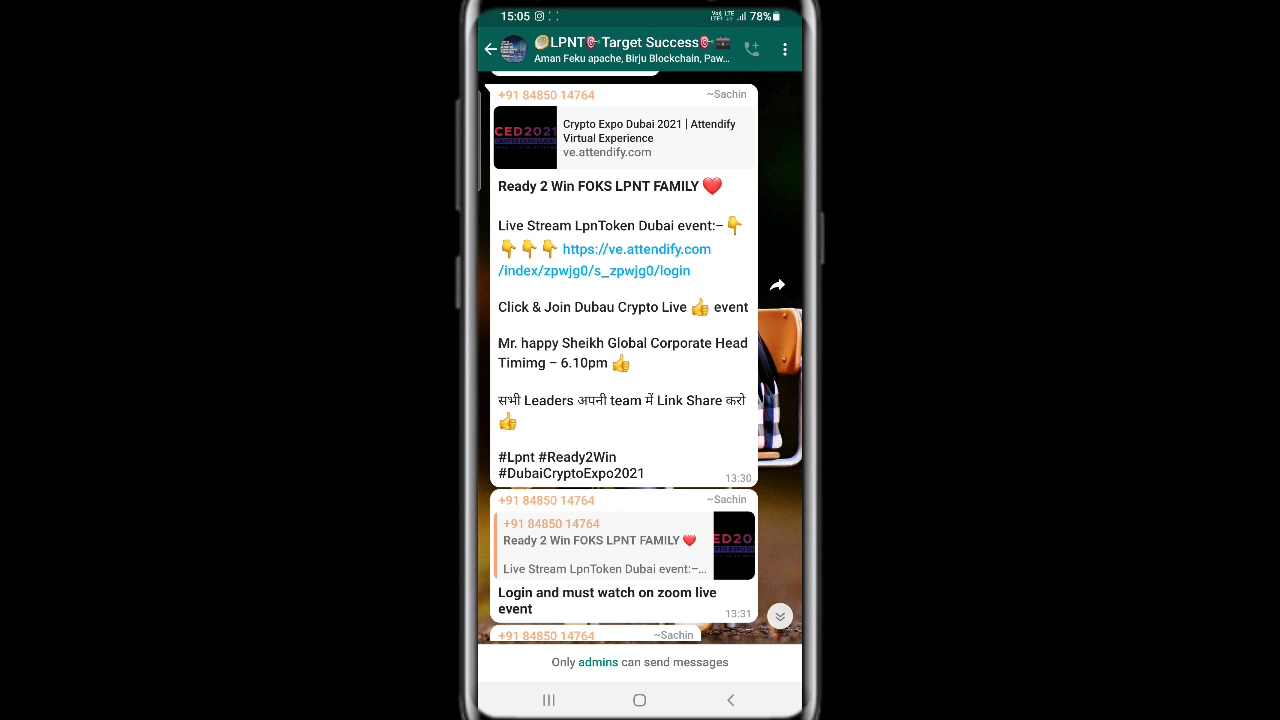 15:05 78%
LPNT🎯Target Success🎯💼
Aman Feku apache, Birju Blockchain, Paw...
+91 84850 14764 ~Sachin
CED2021
Crypto Expo Dubai 2021 | Attendify
Virtual Experience
ve.attendify.com
Ready 2 Win FOKS LPNT FAMILY ❤️
Live Stream LpnToken Dubai event:–👇
👇👇👇 https://ve.attendify.com
/index/zpwjg0/s_zpwjg0/login
Click & Join Dubau Crypto Live 👍 event
Mr. happy Sheikh Global Corporate Head
Timimg – 6.10pm 👍
सभी Leaders अपनी team में Link Share करो
👍
#Lpnt #Ready2Win
#DubaiCryptoExpo2021
13:30
+91 84850 14764 ~Sachin
+91 84850 14764
Ready 2 Win FOKS LPNT FAMILY ❤️
Live Stream LpnToken Dubai event:–...
Login and must watch on zoom live
event
13:31
+91 84850 14764 ~Sachin
Only admins can send messages